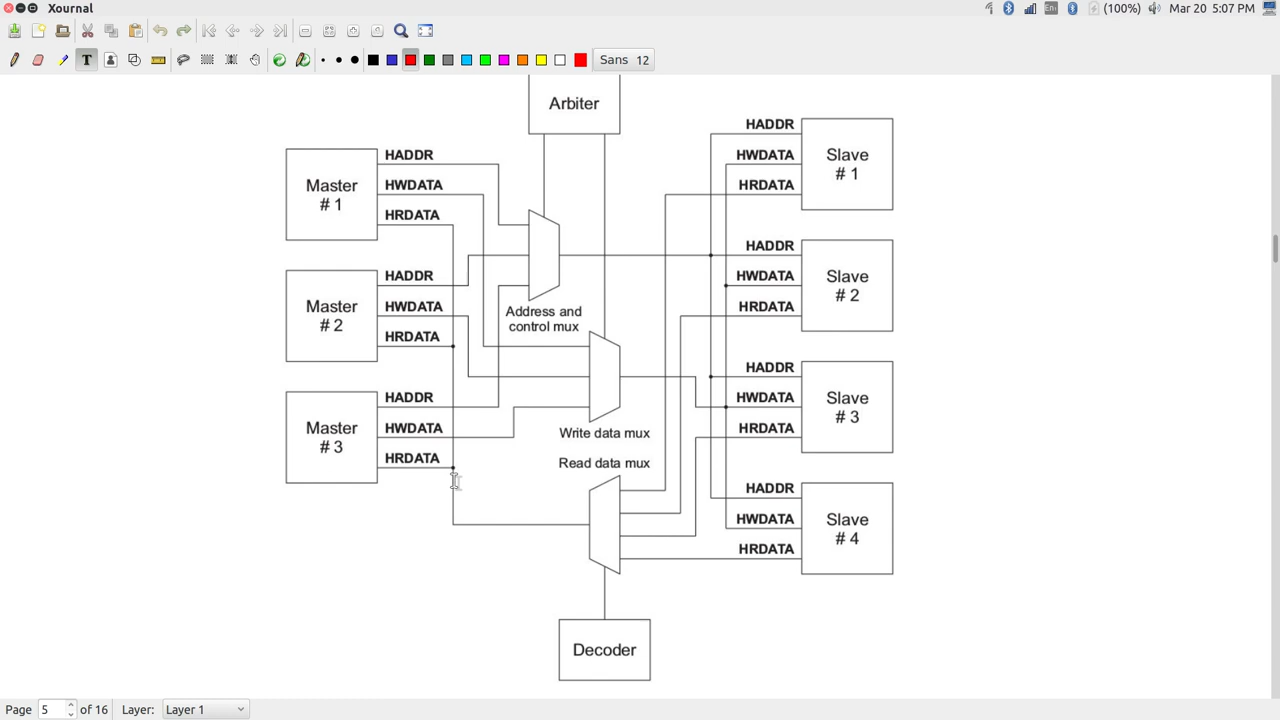 Xournal
En₁
(100%)
Mar 20 5:07 PM
T
Sans 12
Arbiter
HADDR
HWDATA
HRDATA
Master
# 1
HADDR
HWDATA
HRDATA
Master
# 2
HADDR
HWDATA
HRDATA
Master
# 3
Address and
control mux
Write data mux
Read data mux
HADDR
HWDATA
HRDATA
Slave
# 1
HADDR
HWDATA
HRDATA
Slave
# 2
HADDR
HWDATA
HRDATA
Slave
# 3
HADDR
HWDATA
HRDATA
Slave
# 4
Decoder
Page 5 of 16 Layer: Layer 1